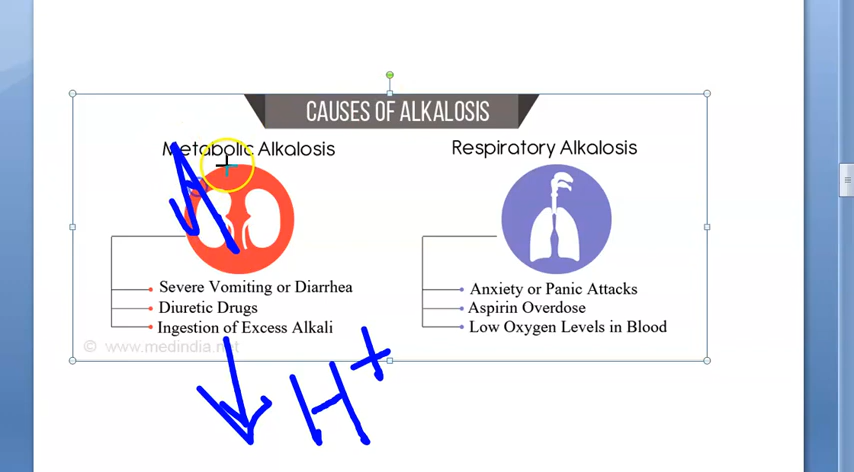 CAUSES OF ALKALOSIS
Metabolic Alkalosis
Severe Vomiting or Diarrhea
Diuretic Drugs
Ingestion of Excess Alkali
Respiratory Alkalosis
Anxiety or Panic Attacks
Aspirin Overdose
Low Oxygen Levels in Blood
© www.medindia.net
↓ H+